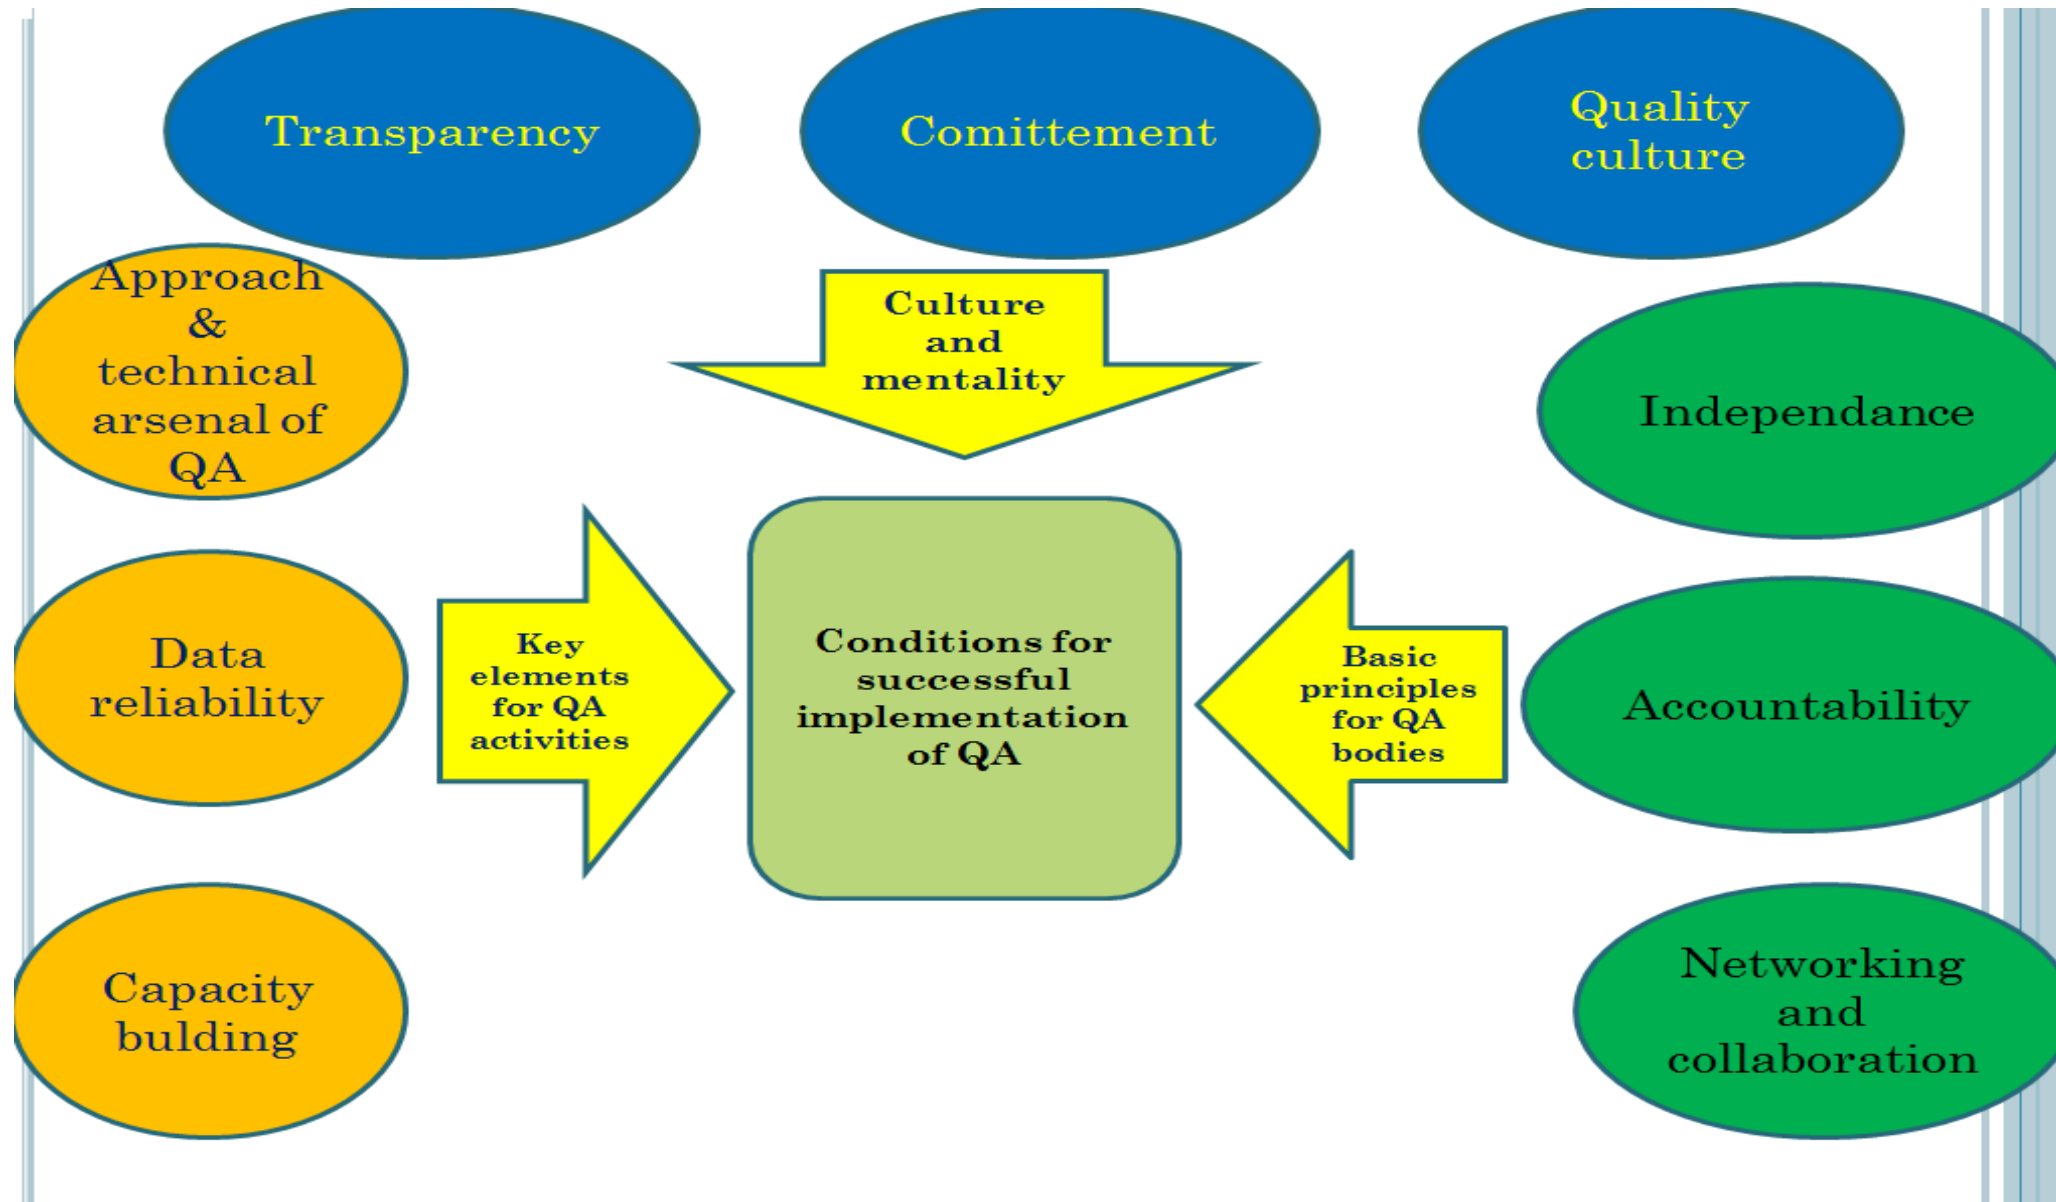 Transparency
Comittement
Quality
culture
Approach
&
technical
arsenal of
QA
Culture
and
mentality
Independance
Data
reliability
Key
elements
for QA
activities
Conditions for
successful
implementation
of QA
Basic
principles
for QA
bodies
Accountability
Capacity
bulding
Networking
and
collaboration